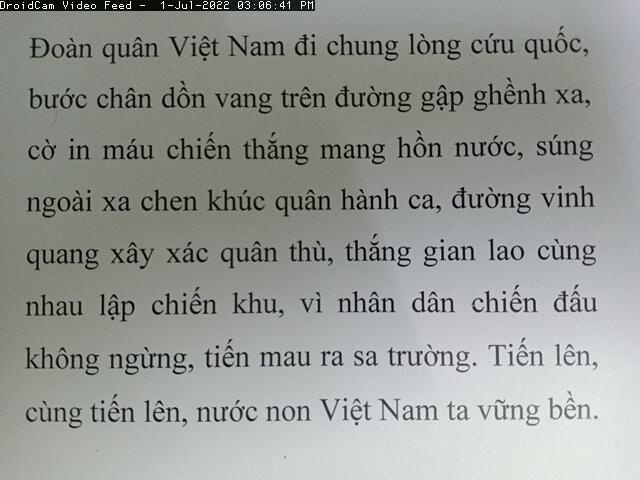 DroidCam Video Feed - 1-Jul-2022 03:06:41 PM
Đoàn quân Việt Nam đi chung lòng cứu quốc,
bước chân dồn vang trên đường gập ghềnh xa,
cờ in máu chiến thắng mang hồn nước, súng
ngoài xa chen khúc quân hành ca, đường vinh
quang xây xác quân thù, thắng gian lao cùng
nhau lập chiến khu, vì nhân dân chiến đấu
không ngừng, tiến mau ra sa trường. Tiến lên,
cùng tiến lên, nước non Việt Nam ta vững bền.